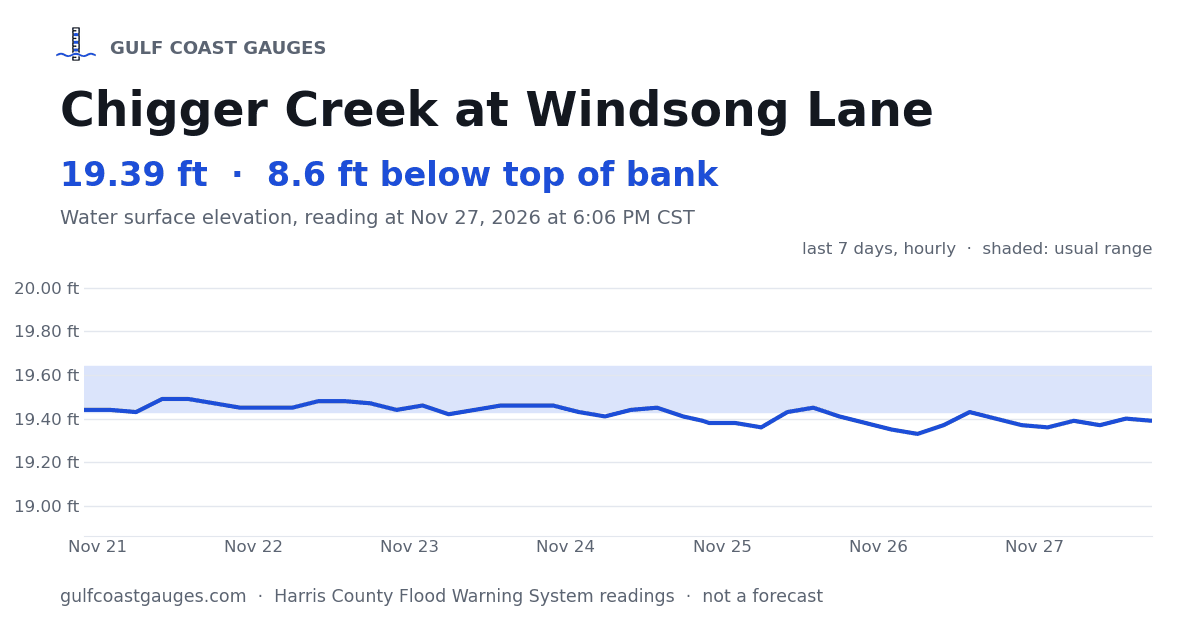 GULF COAST GAUGES
Chigger Creek at Windsong Lane
19.39 ft · 8.6 ft below top of bank
Water surface elevation, reading at Nov 27, 2026 at 6:06 PM CST
last 7 days, hourly · shaded: usual range
20.00 ft
19.80 ft
19.60 ft
19.40 ft
19.20 ft
19.00 ft
Nov 21 Nov 22 Nov 23 Nov 24 Nov 25 Nov 26 Nov 27
gulfcoastgauges.com · Harris County Flood Warning System readings · not a forecast